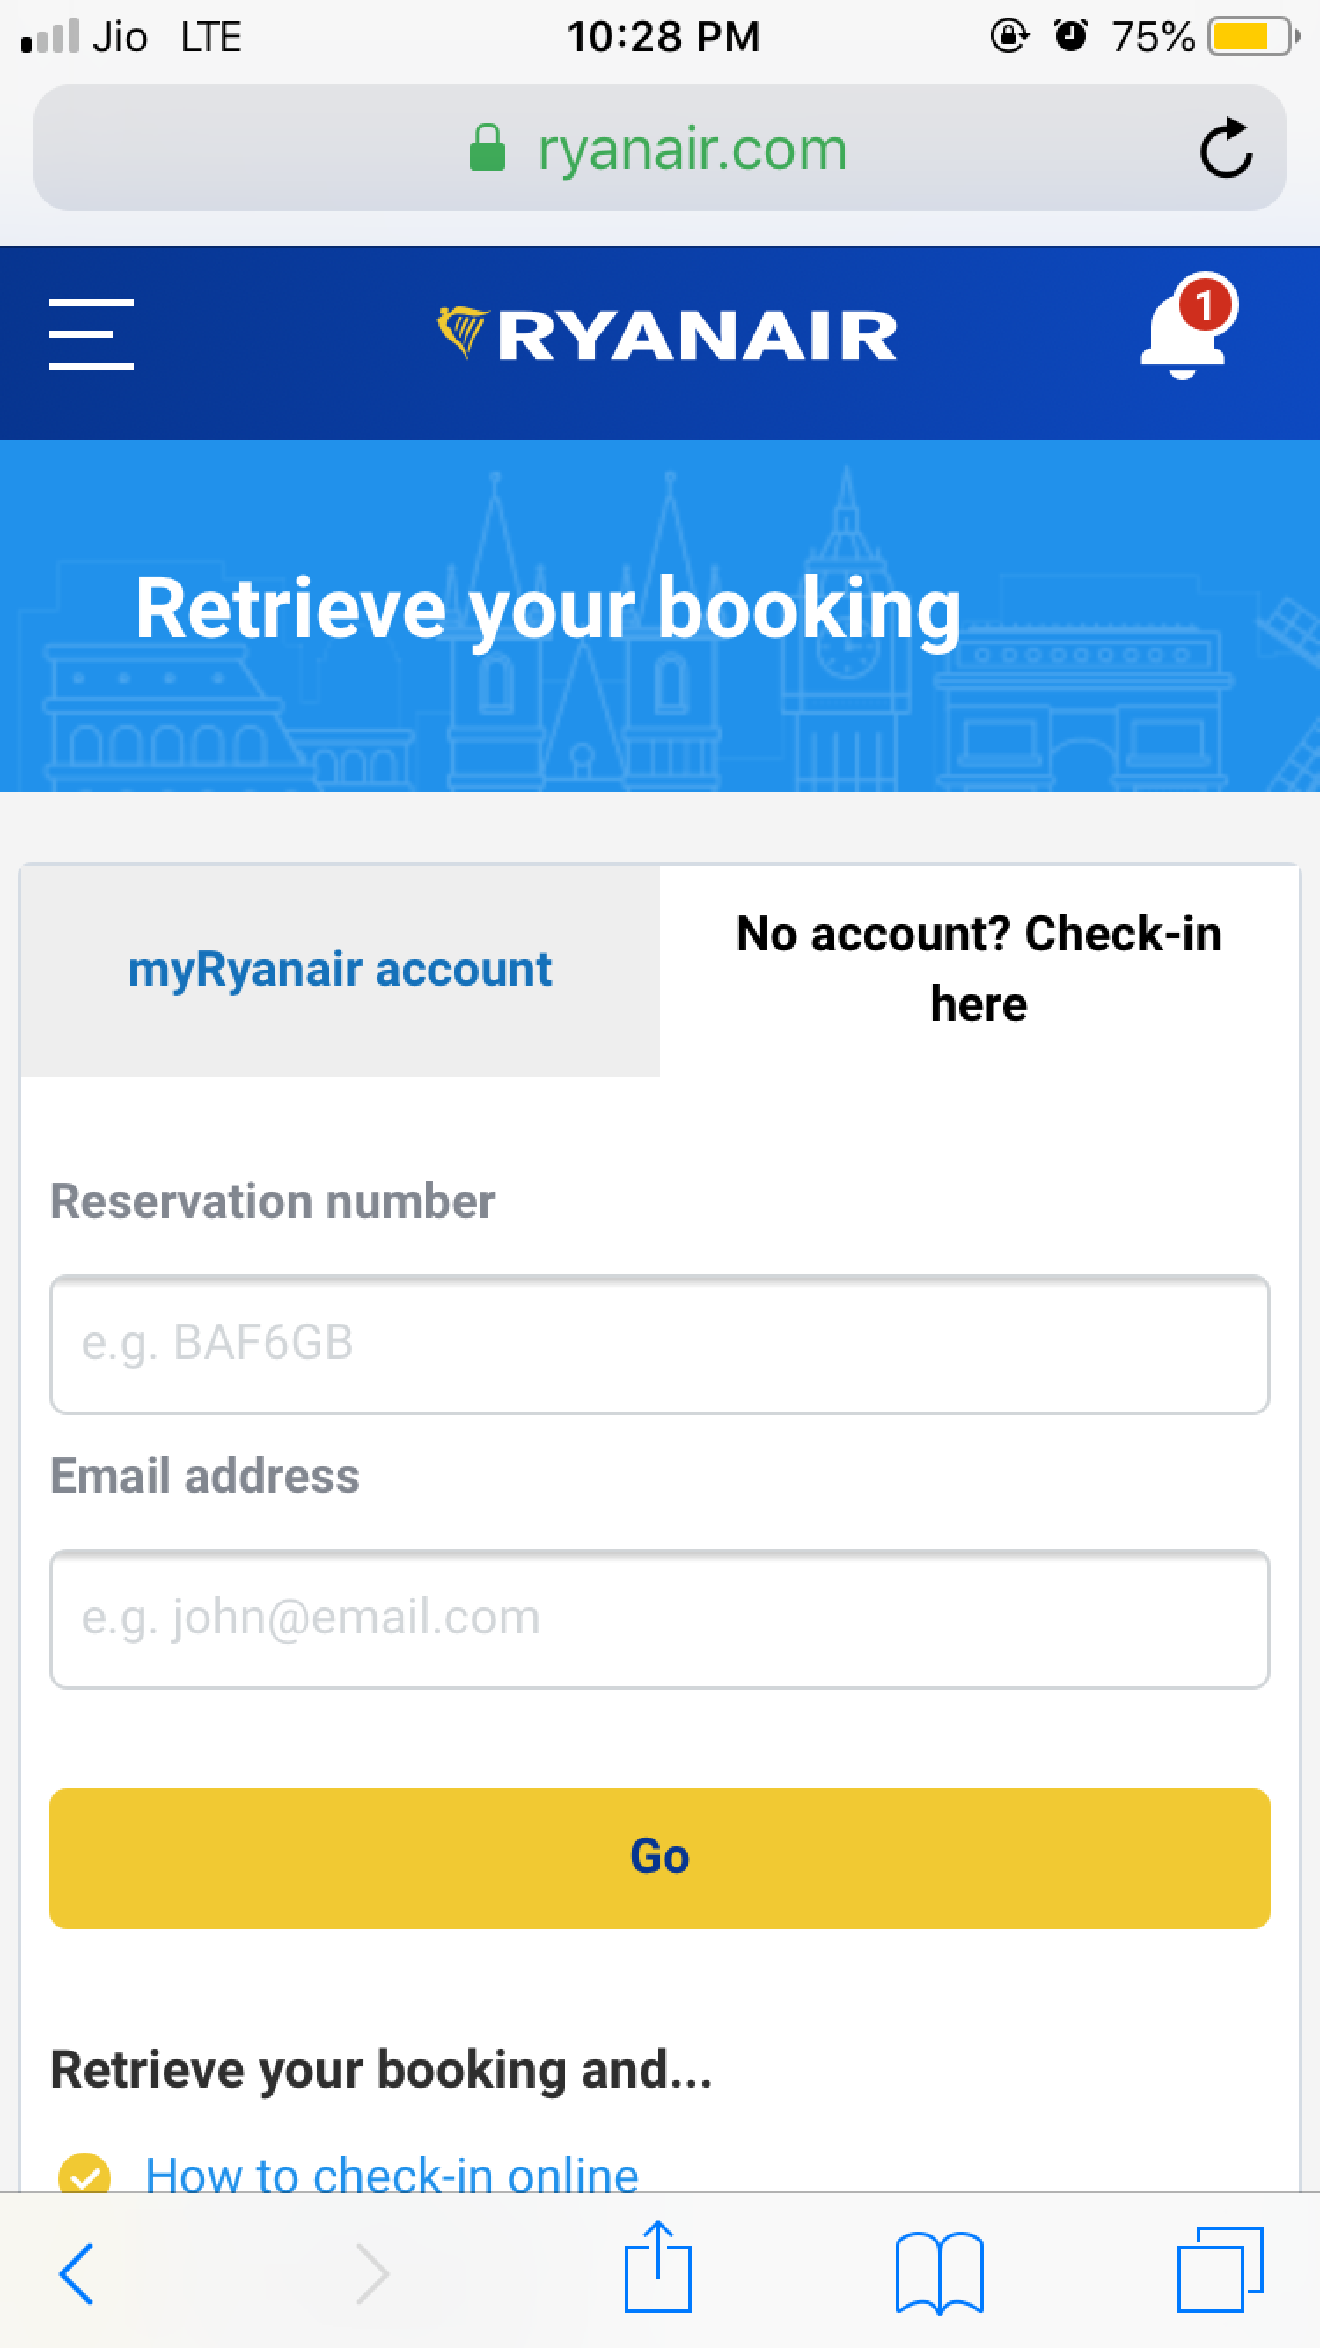 Jio LTE 10:28 PM 75%
ryanair.com
RYANAIR 1
Retrieve your booking
myRyanair account
No account? Check-in
here
Reservation number
e.g. BAF6GB
Email address
e.g. john@email.com
Go
Retrieve your booking and...
How to check-in online